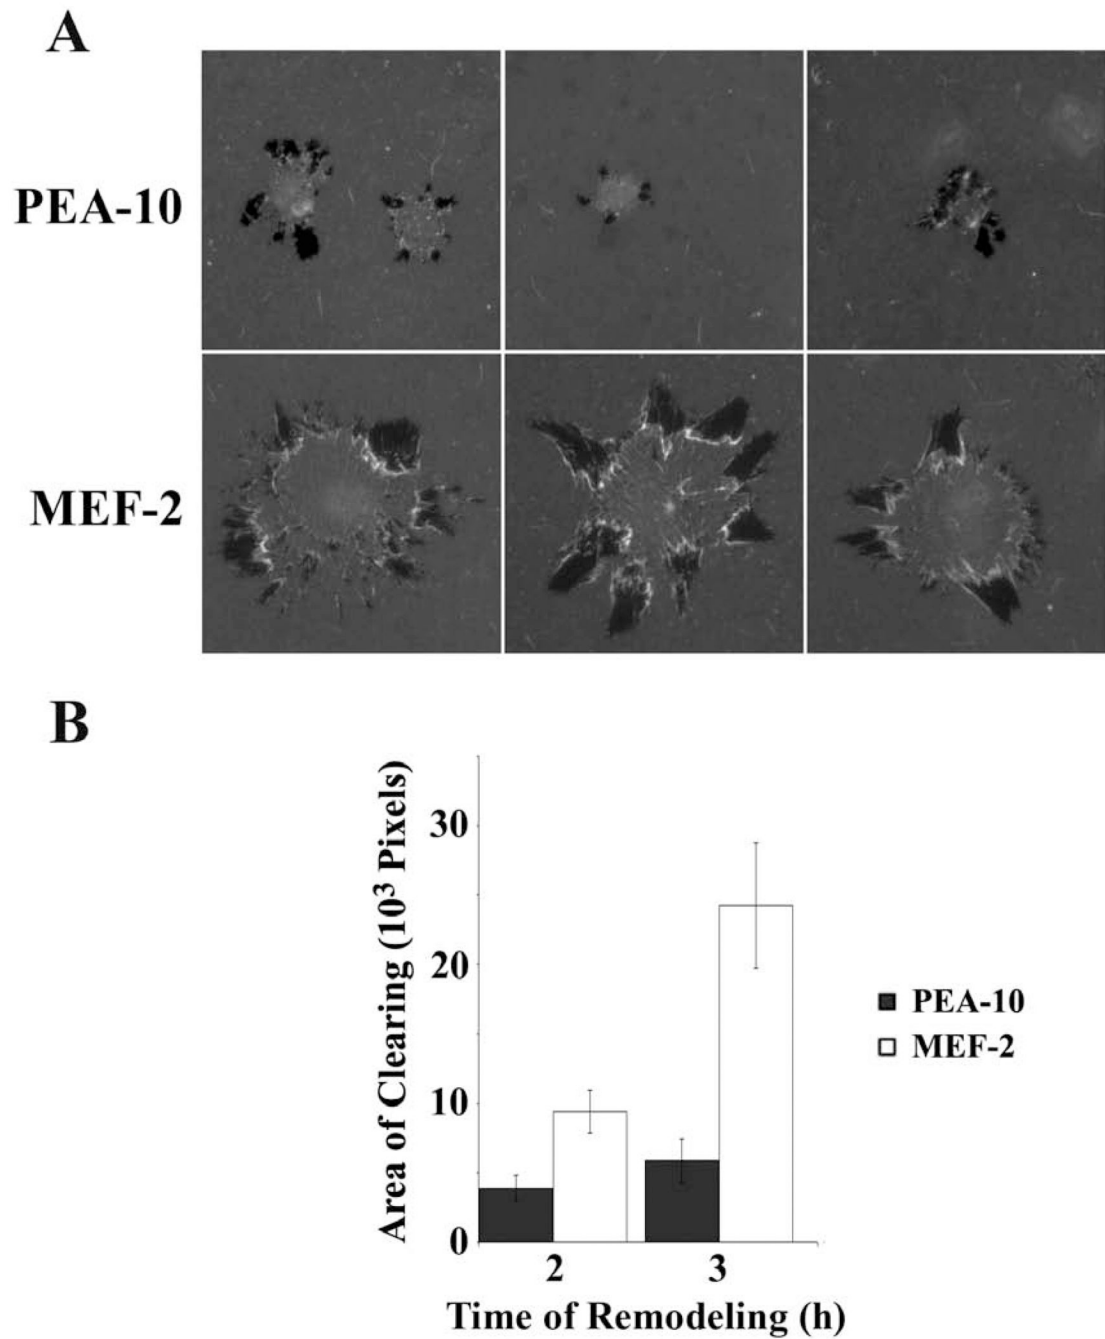 A
PEA-10
MEF-2
B
Area of Clearing (10³ Pixels)
30
20
10
0
2 3
Time of Remodeling (h)
PEA-10
MEF-2